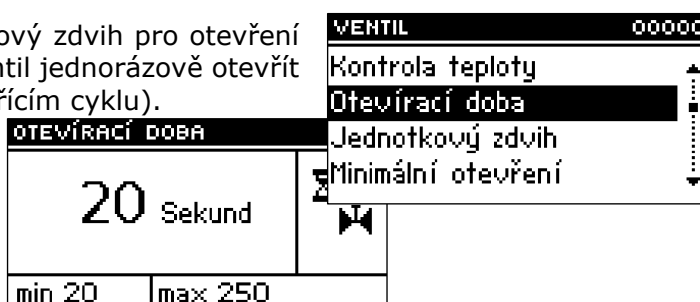 ový zdvih pro otevření
ntil jednorázově otevřít
řícím cyklu).
VENTIL 00000
Kontrola teploty
Otevírací doba
Jednotkový zdvih
Minimální otevření
OTEVÍRACÍ DOBA
20 Sekund
min 20 max 250